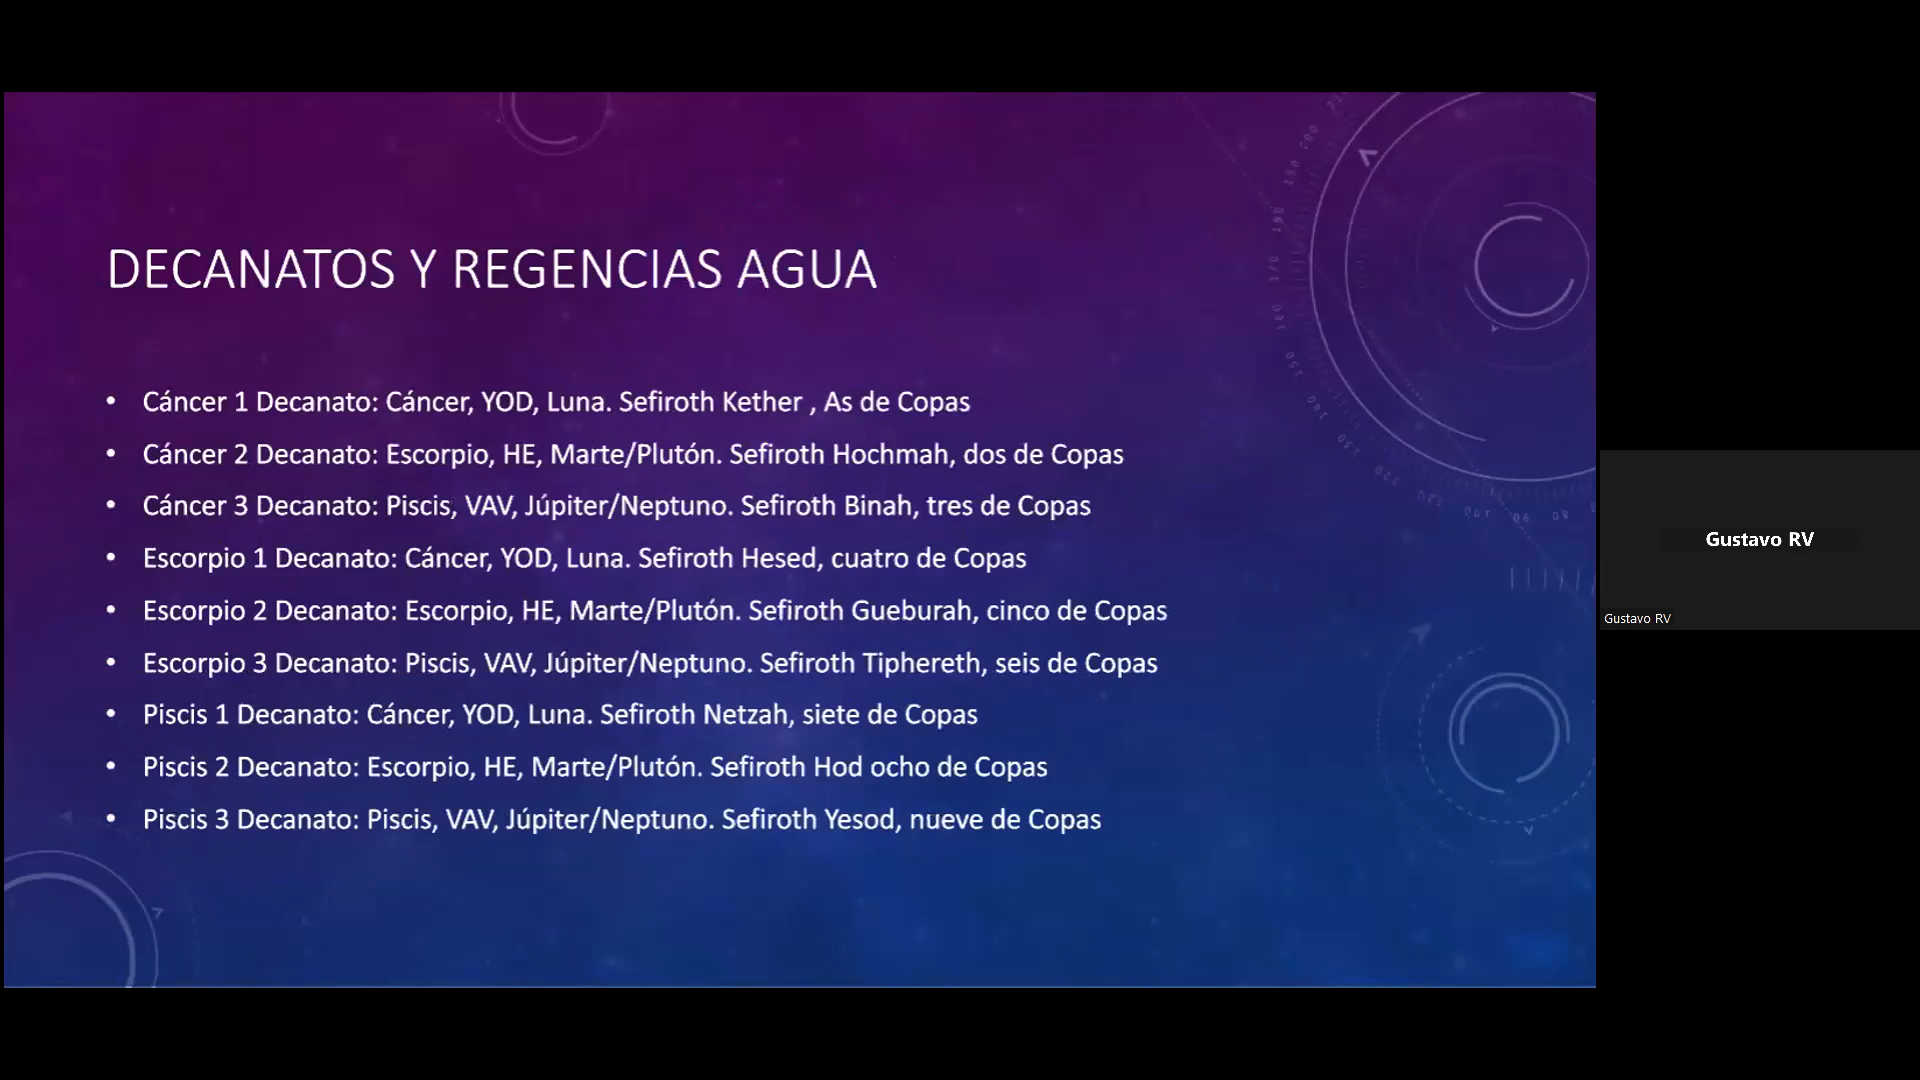 DECANATOS Y REGENCIAS AGUA
• Cáncer 1 Decanato: Cáncer, YOD, Luna. Sefiroth Kether , As de Copas
• Cáncer 2 Decanato: Escorpio, HE, Marte/Plutón. Sefiroth Hochmah, dos de Copas
• Cáncer 3 Decanato: Piscis, VAV, Júpiter/Neptuno. Sefiroth Binah, tres de Copas
• Escorpio 1 Decanato: Cáncer, YOD, Luna. Sefiroth Hesed, cuatro de Copas
• Escorpio 2 Decanato: Escorpio, HE, Marte/Plutón. Sefiroth Gueburah, cinco de Copas
• Escorpio 3 Decanato: Piscis, VAV, Júpiter/Neptuno. Sefiroth Tiphereth, seis de Copas
• Piscis 1 Decanato: Cáncer, YOD, Luna. Sefiroth Netzah, siete de Copas
• Piscis 2 Decanato: Escorpio, HE, Marte/Plutón. Sefiroth Hod ocho de Copas
• Piscis 3 Decanato: Piscis, VAV, Júpiter/Neptuno. Sefiroth Yesod, nueve de Copas
Gustavo RV
Gustavo RV